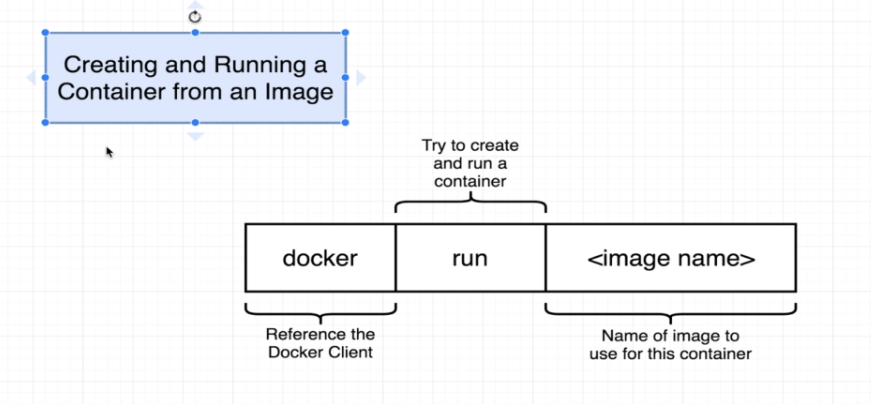 Creating and Running a
Container from an Image
Try to create
and run a
container
docker
run
<image name>
Reference the
Docker Client
Name of image to
use for this container